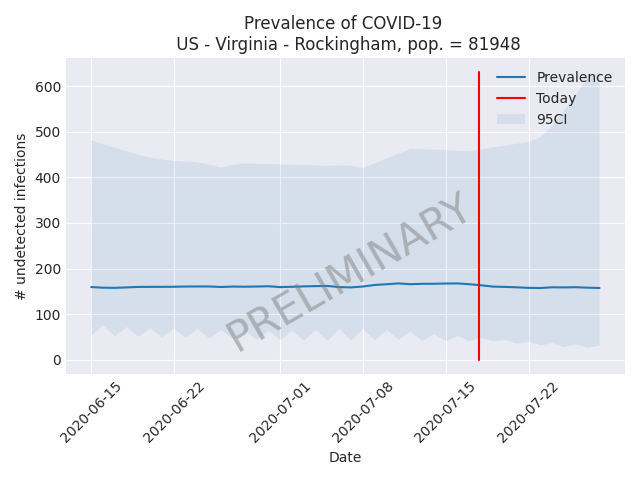 Prevalence of COVID-19
US - Virginia - Rockingham, pop. = 81948
Prevalence
Today
95CI
600
500
400
300
200
100
0
# undetected infections
PRELIMINARY
2020-06-15
2020-06-22
2020-07-01
2020-07-08
2020-07-15
2020-07-22
Date